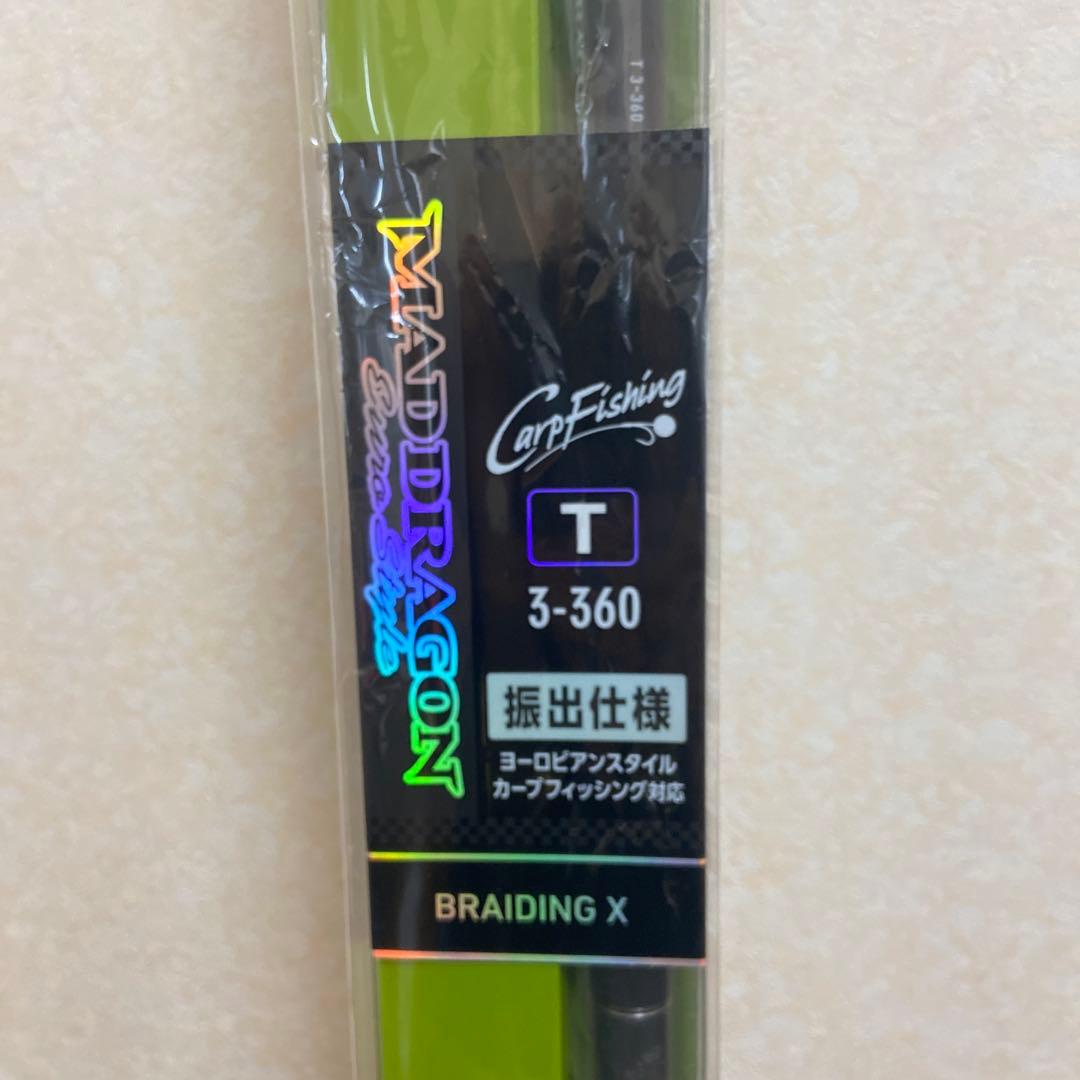 T 3-360
MADDRAGON
Euro Style
CarpFishing
T
3-360
振出仕様
ヨーロピアンスタイル
カープフィッシング対応
BRAIDING X